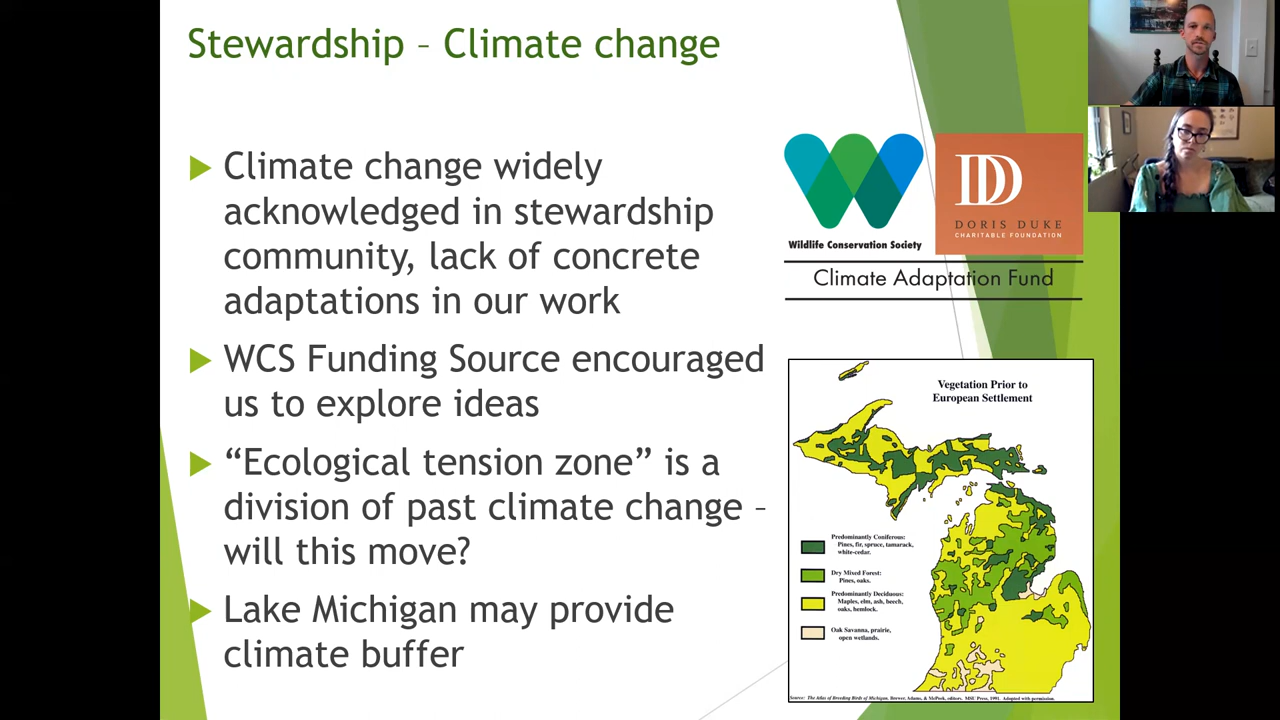 Stewardship – Climate change
Climate change widely
acknowledged in stewardship
community, lack of concrete
adaptations in our work
WCS Funding Source encouraged
us to explore ideas
“Ecological tension zone” is a
division of past climate change –
will this move?
Lake Michigan may provide
climate buffer
Wildlife Conservation Society
DD
DORIS DUKE
CHARITABLE FOUNDATION
Climate Adaptation Fund
Vegetation Prior to
European Settlement
Predominantly Coniferous:
Pines, fir, spruce, tamarack,
white-cedar.
Dry Mixed Forest:
Pines, oaks.
Predominantly Deciduous:
Maples, elm, ash, beech,
oaks, hemlock.
Oak Savanna, prairie,
open wetlands.
Source: The Atlas of Breeding Birds of Michigan, Brewer, Adams, & McPeek, editors. MSU Press, 1991. Adapted with permission.